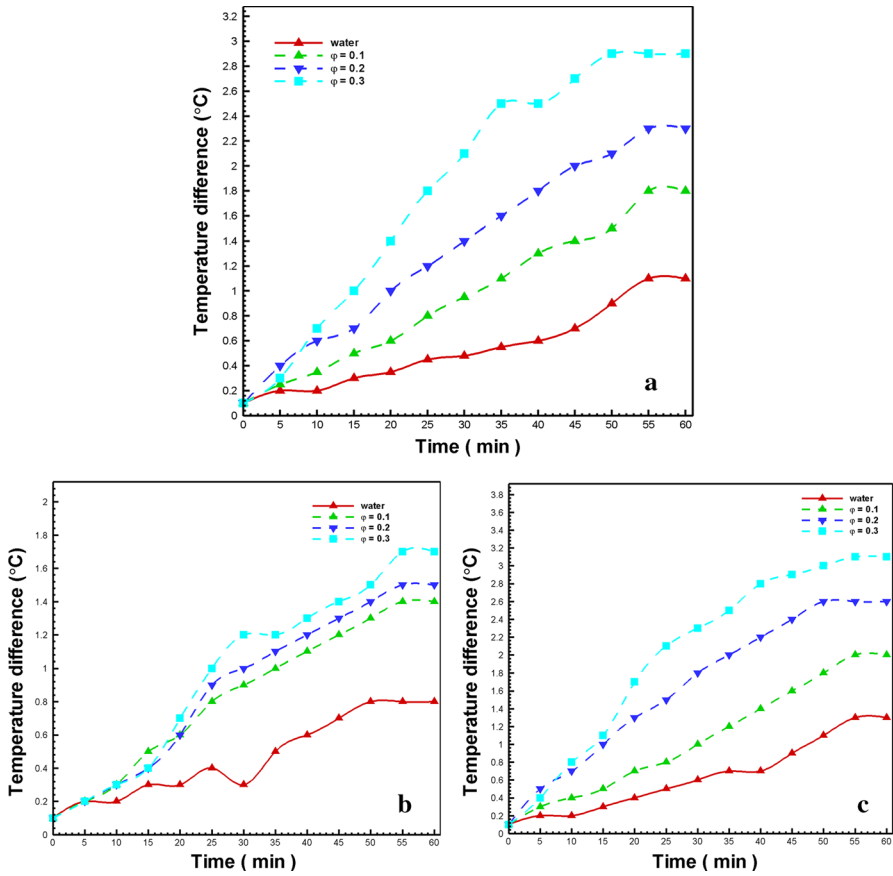 3.2
3
2.8
2.6
2.4
2.2
2
1.8
1.6
1.4
1.2
1
0.8
0.6
0.4
0.2
0
Temperature difference (°C)
water
φ = 0.1
φ = 0.2
φ = 0.3
a
0 5 10 15 20 25 30 35 40 45 50 55 60
Time ( min )
2
1.8
1.6
1.4
1.2
1
0.8
0.6
0.4
0.2
0
Temperature difference (°C)
water
φ = 0.1
φ = 0.2
φ = 0.3
b
0 5 10 15 20 25 30 35 40 45 50 55 60
Time ( min )
3.8
3.6
3.4
3.2
3
2.8
2.6
2.4
2.2
2
1.8
1.6
1.4
1.2
1
0.8
0.6
0.4
0.2
0
Temperature difference (°C)
water
φ = 0.1
φ = 0.2
φ = 0.3
c
0 5 10 15 20 25 30 35 40 45 50 55 60
Time ( min )